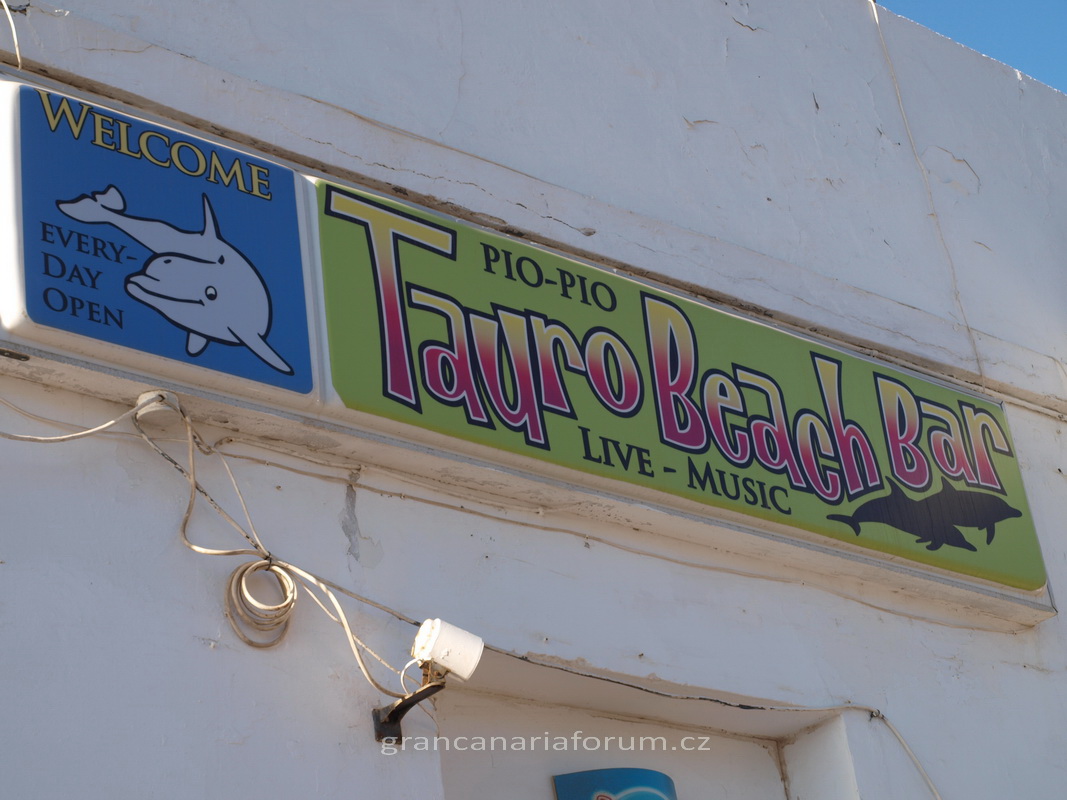 WELCOME
EVERY-
DAY
OPEN
PIO-PIO
Tauro Beach Bar
LIVE - MUSIC
grancanariaforum.cz